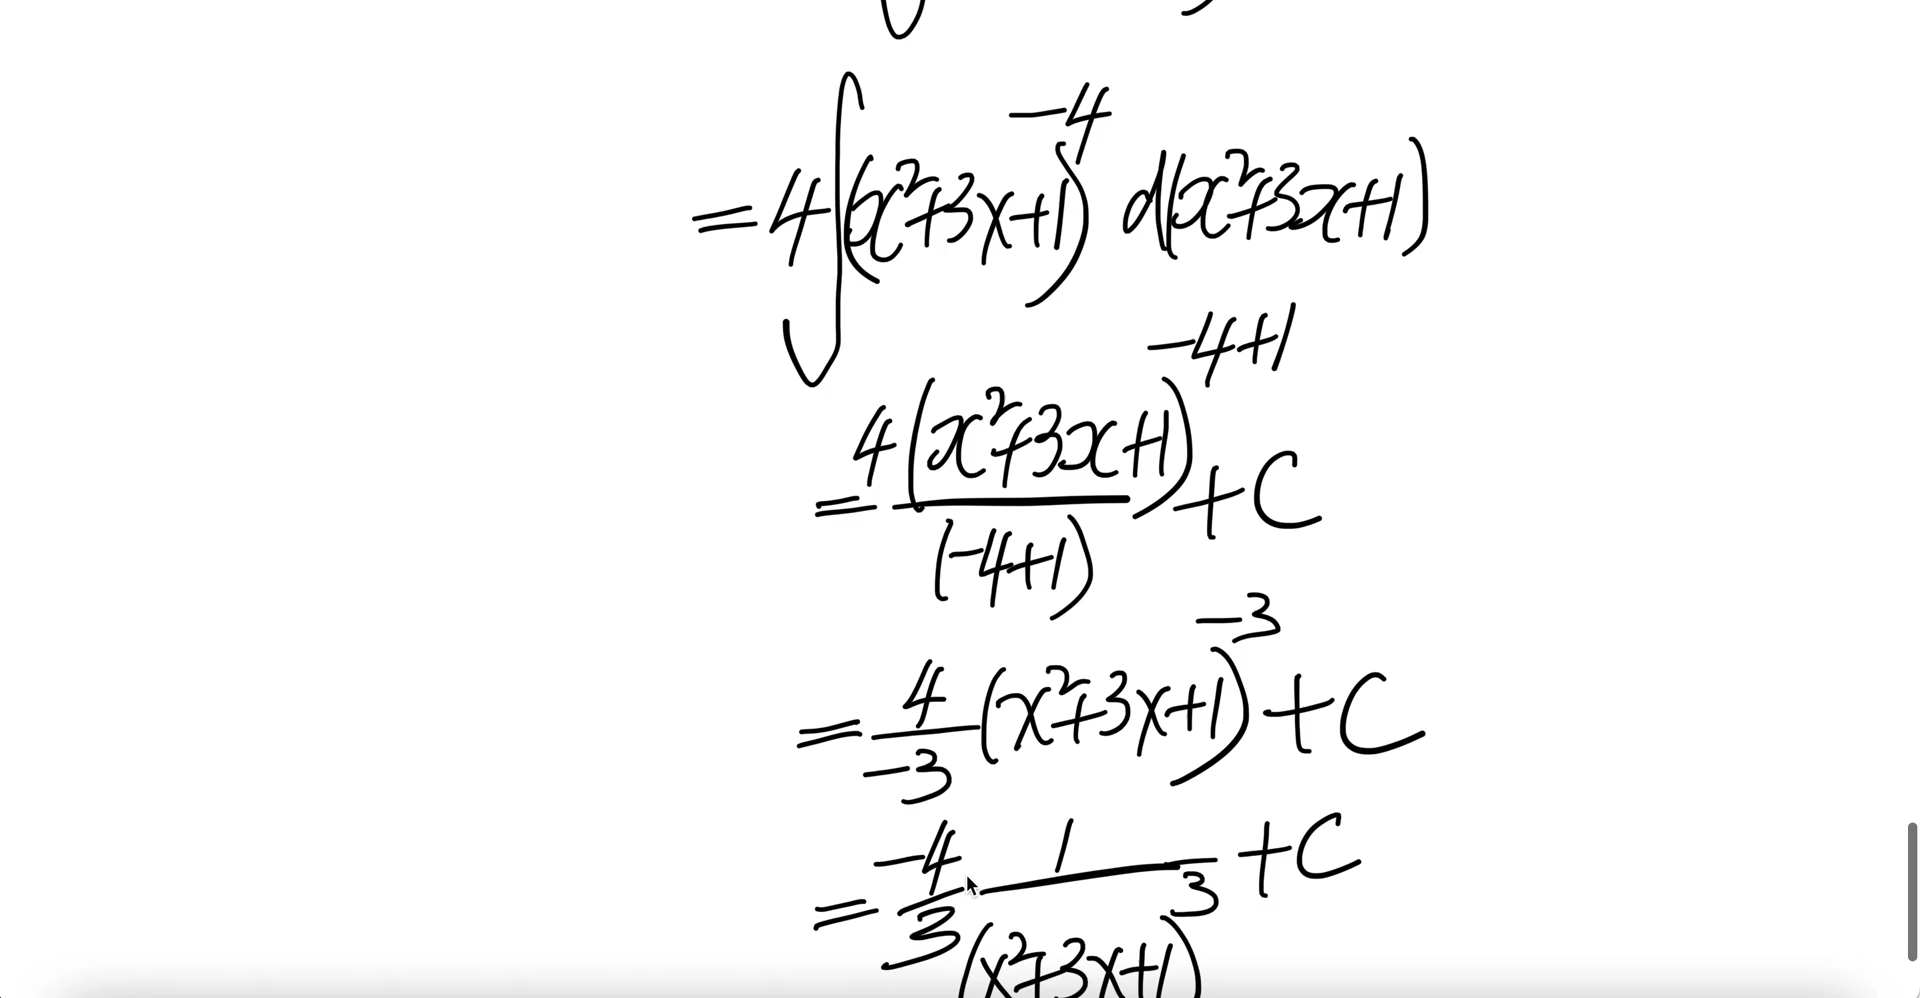 = 4∫(x²+3x+1)⁻⁴ d(x²+3x+1)
= 4(x²+3x+1)⁻⁴⁺¹ / (-4+1) + C
= 4/-3 (x²+3x+1)⁻³ + C
= -4/3 1/(x²+3x+1)³ + C